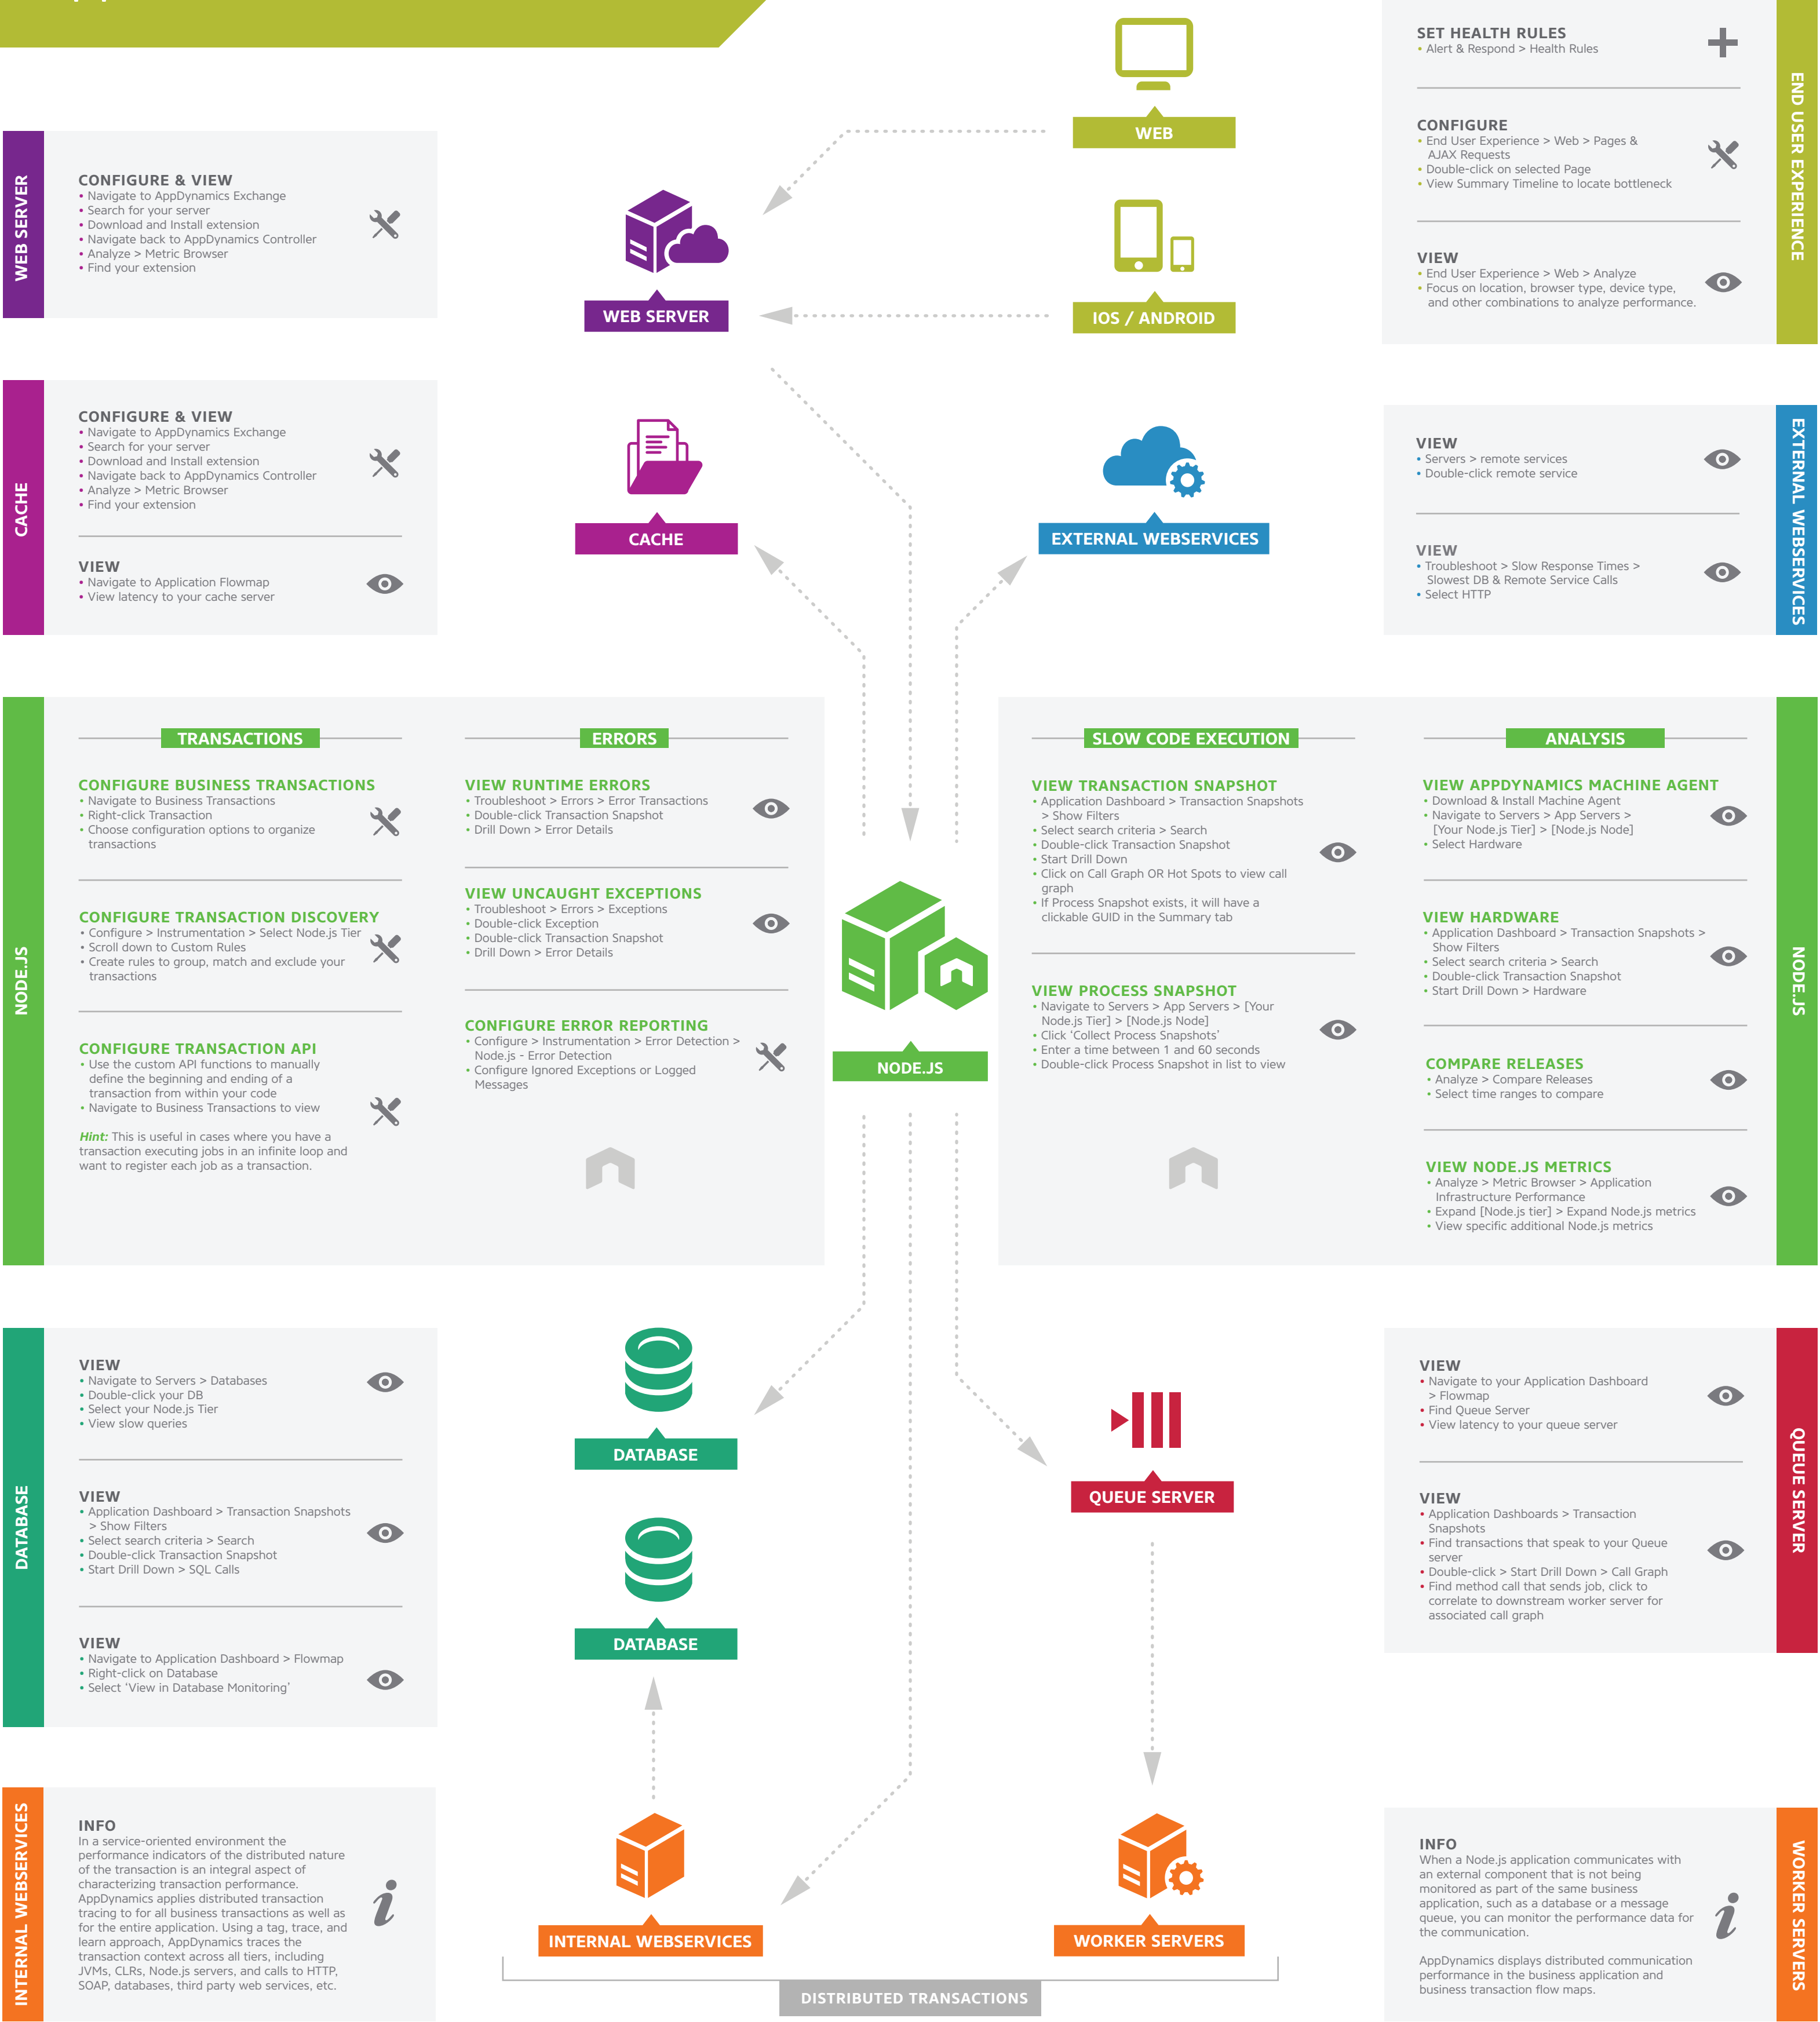 WEB
SET HEALTH RULES
• Alert & Respond > Health Rules
CONFIGURE
• End User Experience > Web > Pages &
AJAX Requests
• Double-click on selected Page
• View Summary Timeline to locate bottleneck
VIEW
• End User Experience > Web > Analyze
• Focus on location, browser type, device type,
and other combinations to analyze performance.
END USER EXPERIENCE
WEB SERVER
CONFIGURE & VIEW
• Navigate to AppDynamics Exchange
• Search for your server
• Download and Install extension
• Navigate back to AppDynamics Controller
• Analyze > Metric Browser
• Find your extension
WEB SERVER
IOS / ANDROID
CACHE
CONFIGURE & VIEW
• Navigate to AppDynamics Exchange
• Search for your server
• Download and Install extension
• Navigate back to AppDynamics Controller
• Analyze > Metric Browser
• Find your extension
VIEW
• Navigate to Application Flowmap
• View latency to your cache server
CACHE
EXTERNAL WEBSERVICES
VIEW
• Servers > remote services
• Double-click remote service
VIEW
• Troubleshoot > Slow Response Times >
Slowest DB & Remote Service Calls
• Select HTTP
EXTERNAL WEBSERVICES
NODE.JS
TRANSACTIONS
CONFIGURE BUSINESS TRANSACTIONS
• Navigate to Business Transactions
• Right-click Transaction
• Choose configuration options to organize
transactions
CONFIGURE TRANSACTION DISCOVERY
• Configure > Instrumentation > Select Node.js Tier
• Scroll down to Custom Rules
• Create rules to group, match and exclude your
transactions
CONFIGURE TRANSACTION API
• Use the custom API functions to manually
define the beginning and ending of a
transaction from within your code
• Navigate to Business Transactions to view
Hint: This is useful in cases where you have a
transaction executing jobs in an infinite loop and
want to register each job as a transaction.
ERRORS
VIEW RUNTIME ERRORS
• Troubleshoot > Errors > Error Transactions
• Double-click Transaction Snapshot
• Drill Down > Error Details
VIEW UNCAUGHT EXCEPTIONS
• Troubleshoot > Errors > Exceptions
• Double-click Exception
• Double-click Transaction Snapshot
• Drill Down > Error Details
CONFIGURE ERROR REPORTING
• Configure > Instrumentation > Error Detection >
Node.js - Error Detection
• Configure Ignored Exceptions or Logged
Messages
NODE.JS
SLOW CODE EXECUTION
VIEW TRANSACTION SNAPSHOT
• Application Dashboard > Transaction Snapshots
> Show Filters
• Select search criteria > Search
• Double-click Transaction Snapshot
• Start Drill Down
• Click on Call Graph OR Hot Spots to view call
graph
• If Process Snapshot exists, it will have a
clickable GUID in the Summary tab
VIEW PROCESS SNAPSHOT
• Navigate to Servers > App Servers > [Your
Node.js Tier] > [Node.js Node]
• Click ‘Collect Process Snapshots’
• Enter a time between 1 and 60 seconds
• Double-click Process Snapshot in list to view
ANALYSIS
VIEW APPDYNAMICS MACHINE AGENT
• Download & Install Machine Agent
• Navigate to Servers > App Servers >
[Your Node.js Tier] > [Node.js Node]
• Select Hardware
VIEW HARDWARE
• Application Dashboard > Transaction Snapshots >
Show Filters
• Select search criteria > Search
• Double-click Transaction Snapshot
• Start Drill Down > Hardware
COMPARE RELEASES
• Analyze > Compare Releases
• Select time ranges to compare
VIEW NODE.JS METRICS
• Analyze > Metric Browser > Application
Infrastructure Performance
• Expand [Node.js tier] > Expand Node.js metrics
• View specific additional Node.js metrics
NODE.JS
DATABASE
VIEW
• Navigate to Servers > Databases
• Double-click your DB
• Select your Node.js Tier
• View slow queries
VIEW
• Application Dashboard > Transaction Snapshots
> Show Filters
• Select search criteria > Search
• Double-click Transaction Snapshot
• Start Drill Down > SQL Calls
VIEW
• Navigate to Application Dashboard > Flowmap
• Right-click on Database
• Select ‘View in Database Monitoring’
DATABASE
DATABASE
QUEUE SERVER
VIEW
• Navigate to your Application Dashboard
> Flowmap
• Find Queue Server
• View latency to your queue server
VIEW
• Application Dashboards > Transaction
Snapshots
• Find transactions that speak to your Queue
server
• Double-click > Start Drill Down > Call Graph
• Find method call that sends job, click to
correlate to downstream worker server for
associated call graph
QUEUE SERVER
INTERNAL WEBSERVICES
INFO
In a service-oriented environment the
performance indicators of the distributed nature
of the transaction is an integral aspect of
characterizing transaction performance.
AppDynamics applies distributed transaction
tracing to for all business transactions as well as
for the entire application. Using a tag, trace, and
learn approach, AppDynamics traces the
transaction context across all tiers, including
JVMs, CLRs, Node.js servers, and calls to HTTP,
SOAP, databases, third party web services, etc.
INTERNAL WEBSERVICES
WORKER SERVERS
DISTRIBUTED TRANSACTIONS
INFO
When a Node.js application communicates with
an external component that is not being
monitored as part of the same business
application, such as a database or a message
queue, you can monitor the performance data for
the communication.
AppDynamics displays distributed communication
performance in the business application and
business transaction flow maps.
WORKER SERVERS